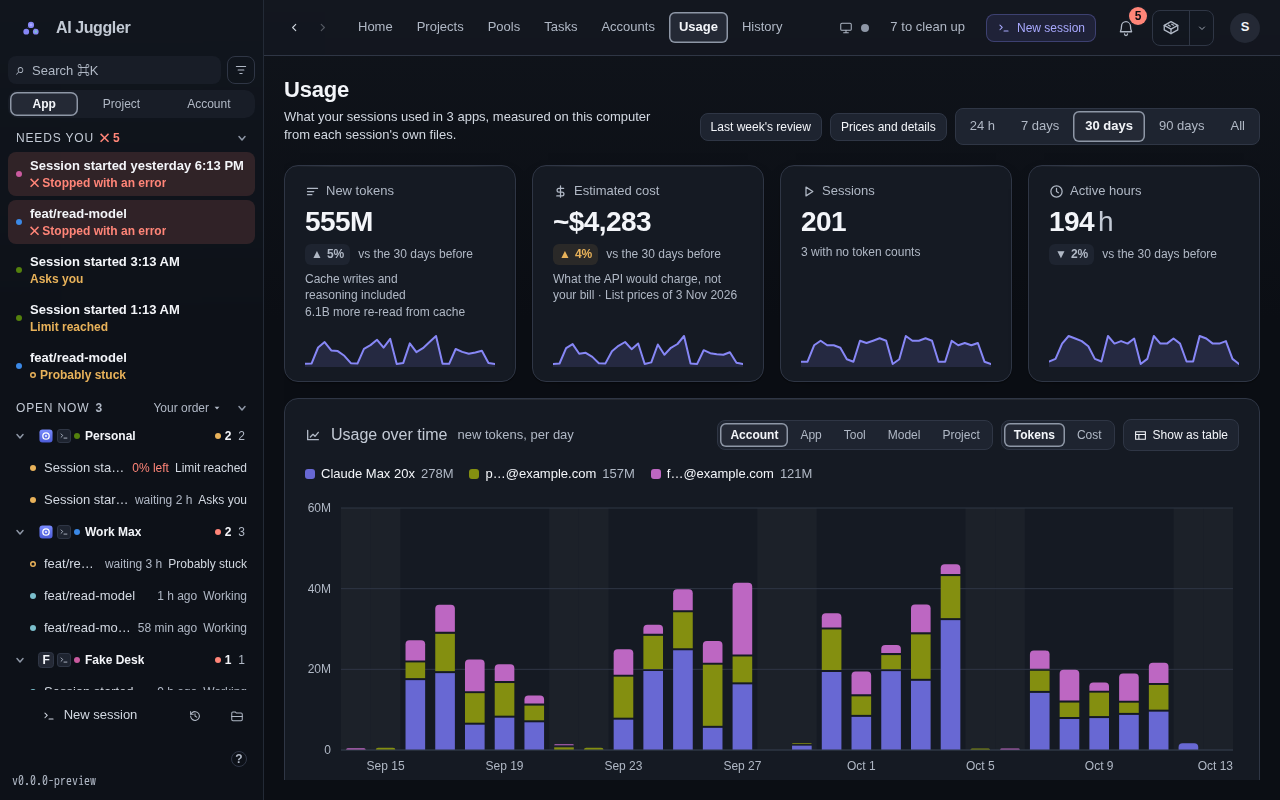 AI Juggler
Search ⌘K
App Project Account
NEEDS YOU 5
Session started yesterday 6:13 PM
Stopped with an error
feat/read-model
Stopped with an error
Session started 3:13 AM
Asks you
Session started 1:13 AM
Limit reached
feat/read-model
Probably stuck
OPEN NOW 3 Your order
Personal 2 2
Session sta… 0% left Limit reached
Session star… waiting 2 h Asks you
Work Max 2 3
feat/re… waiting 3 h Probably stuck
feat/read-model 1 h ago Working
feat/read-mo… 58 min ago Working
F Fake Desk 1 1
New session
?
v0.0.0-preview
Home Projects Pools Tasks Accounts Usage History
7 to clean up
New session
5
S
Usage
What your sessions used in 3 apps, measured on this computer
from each session's own files.
Last week's review Prices and details
24 h 7 days 30 days 90 days All
New tokens
555M
▲ 5% vs the 30 days before
Cache writes and
reasoning included
6.1B more re-read from cache
Estimated cost
~$4,283
▲ 4% vs the 30 days before
What the API would charge, not
your bill · List prices of 3 Nov 2026
Sessions
201
3 with no token counts
Active hours
194 h
▼ 2% vs the 30 days before
Usage over time new tokens, per day
Account App Tool Model Project
Tokens Cost
Show as table
Claude Max 20x 278M p…@example.com 157M f…@example.com 121M
60M
40M
20M
0
Sep 15 Sep 19 Sep 23 Sep 27 Oct 1 Oct 5 Oct 9 Oct 13